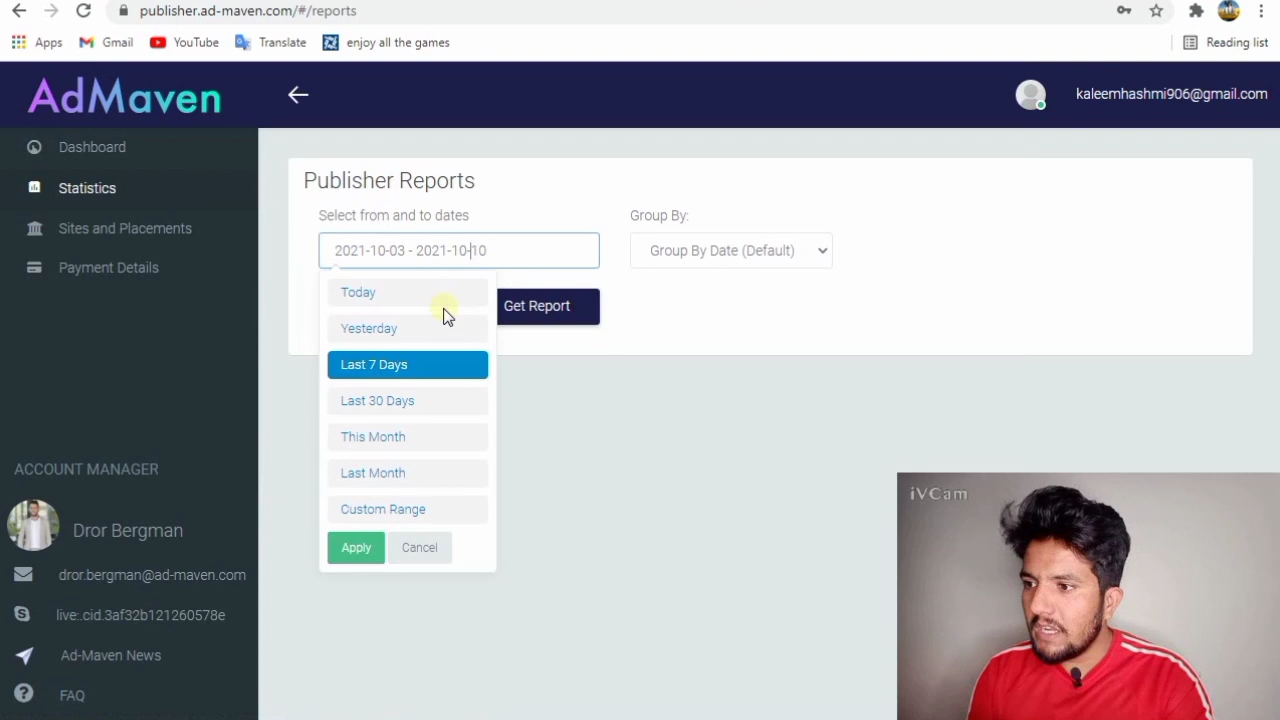 publisher.ad-maven.com/#/reports
Apps Gmail YouTube Translate enjoy all the games Reading list
AdMaven
kaleemhashmi906@gmail.com
Dashboard
Statistics
Sites and Placements
Payment Details
ACCOUNT MANAGER
Dror Bergman
dror.bergman@ad-maven.com
live:.cid.3af32b121260578e
Ad-Maven News
FAQ
Publisher Reports
Select from and to dates Group By:
2021-10-03 - 2021-10-10 Group By Date (Default)
Get Report
Today
Yesterday
Last 7 Days
Last 30 Days
This Month
Last Month
Custom Range
Apply Cancel
iVCam